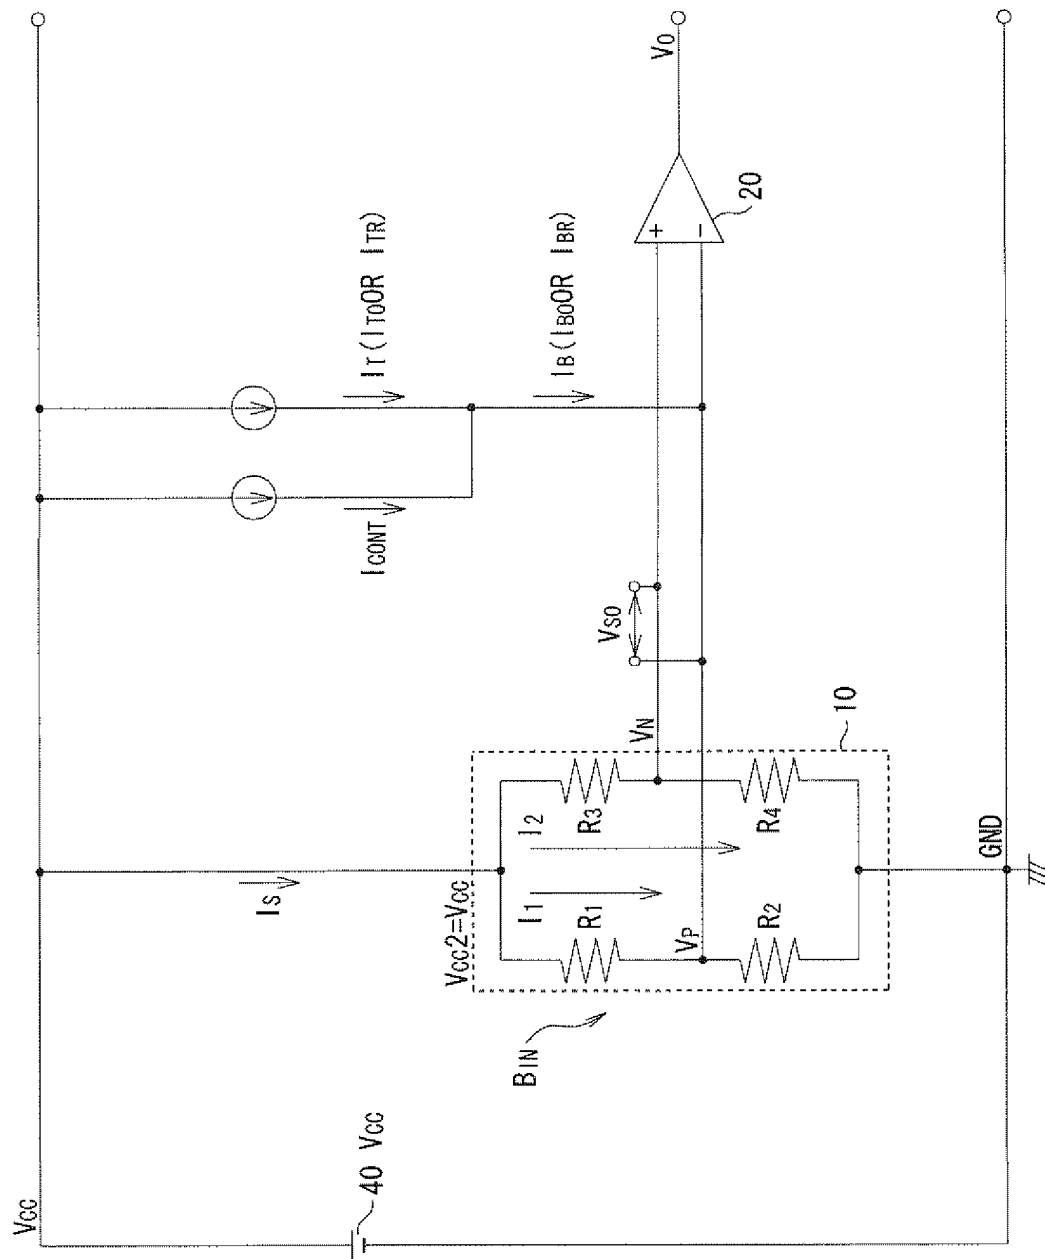 VCC
ICONT
IT(IT0OR ITR)
IS
IB(IB0OR IBR)
VCC2=VCC
I1
I2
BIN
R1
R3
VP
VN
VS0
+
−
VO
20
R2
R4
10
40 VCC
GND